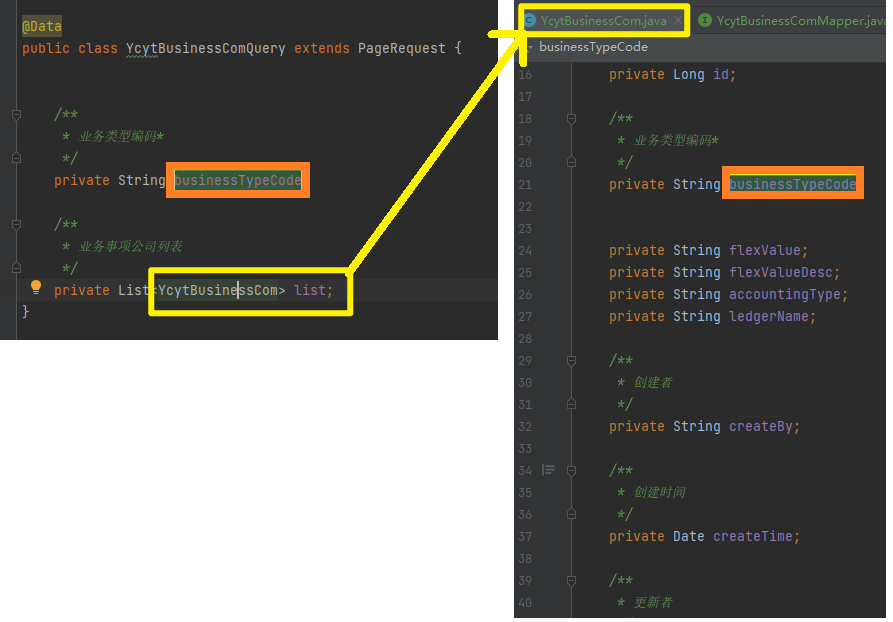 @Data
public class YcytBusinessComQuery extends PageRequest {
/**
* 业务类型编码*
*/
private String businessTypeCode
/**
* 业务事项公司列表
*/
private List<YcytBusinessCom> list;
}
YcytBusinessCom.java × YcytBusinessComMapper.java
businessTypeCode
16 private Long id;
17
18 /**
19 * 业务类型编码*
20 */
21 private String businessTypeCode
22
23
24 private String flexValue;
25 private String flexValueDesc;
26 private String accountingType;
27 private String ledgerName;
28
29 /**
30 * 创建者
31 */
32 private String createBy;
33
34 /**
35 * 创建时间
36 */
37 private Date createTime;
38
39 /**
40 * 更新者